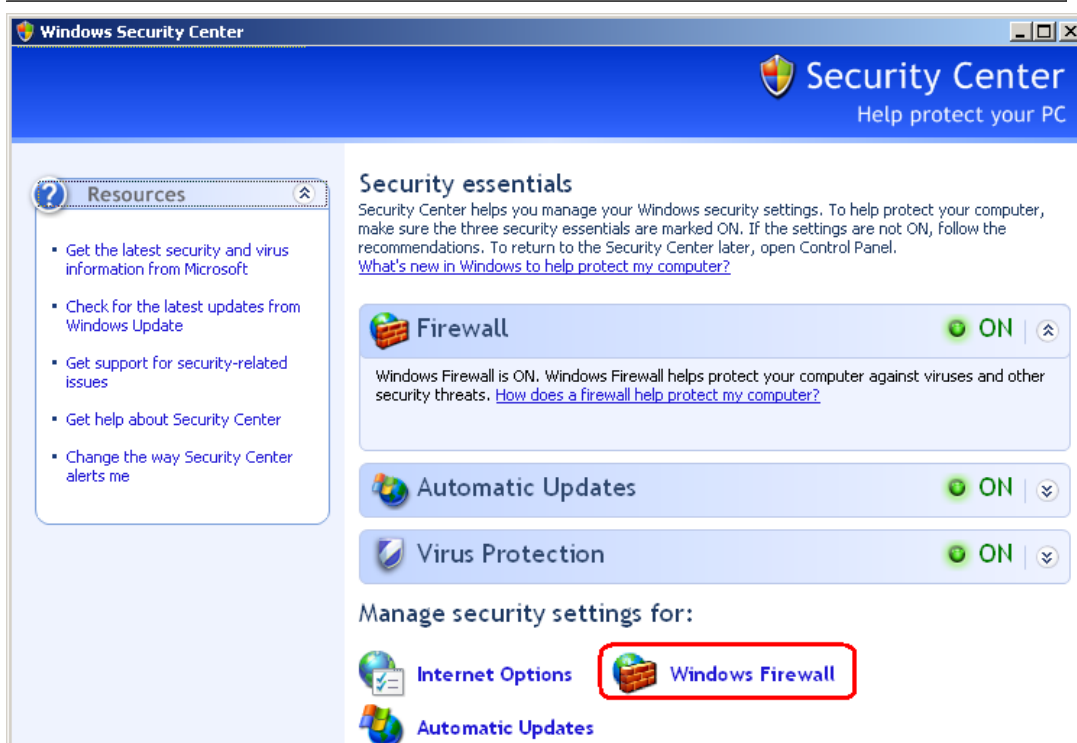 Windows Security Center
Security Center
Help protect your PC
Resources
Get the latest security and virus
information from Microsoft
Check for the latest updates from
Windows Update
Get support for security-related
issues
Get help about Security Center
Change the way Security Center
alerts me
Security essentials
Security Center helps you manage your Windows security settings. To help protect your computer,
make sure the three security essentials are marked ON. If the settings are not ON, follow the
recommendations. To return to the Security Center later, open Control Panel.
What's new in Windows to help protect my computer?
Firewall ON
Windows Firewall is ON. Windows Firewall helps protect your computer against viruses and other
security threats. How does a firewall help protect my computer?
Automatic Updates ON
Virus Protection ON
Manage security settings for:
Internet Options Windows Firewall
Automatic Updates